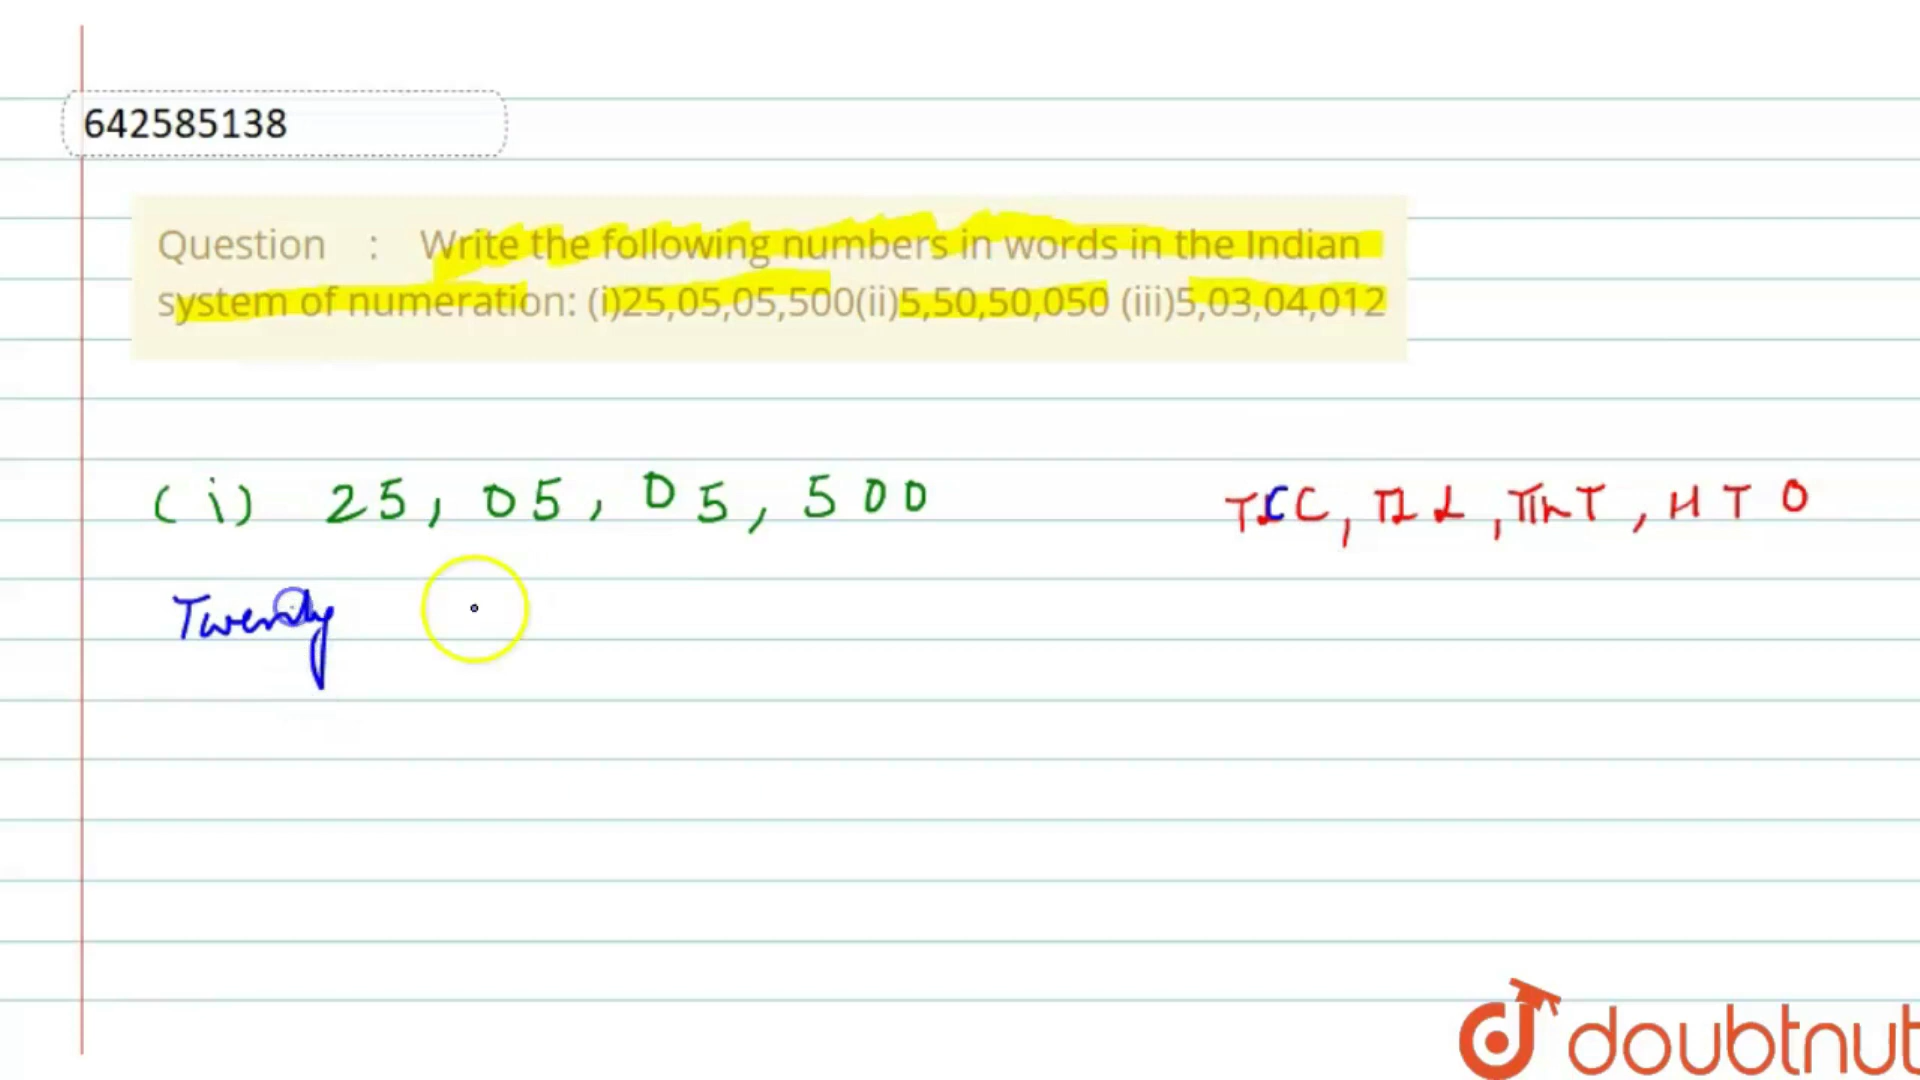 642585138
Question : Write the following numbers in words in the Indian
system of numeration: (i)25,05,05,500(ii)5,50,50,050 (iii)5,03,04,012
(i) 25, 05, 05, 500
TCC, TL L, Th T, H T O
Twenty
doubtnut